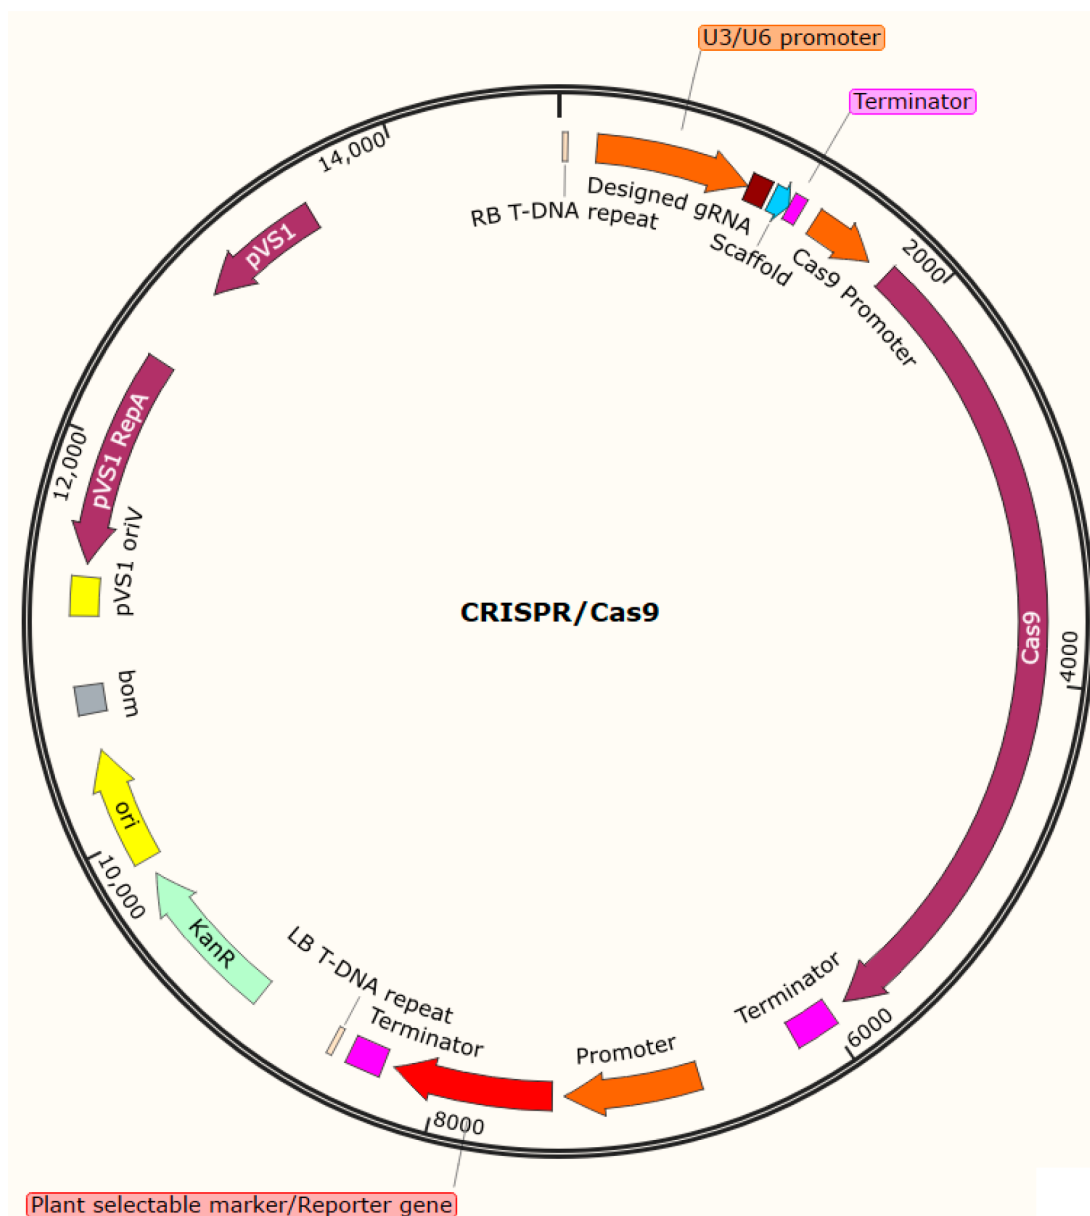 U3/U6 promoter
Terminator
14,000
RB T-DNA repeat
Designed gRNA
Scaffold
Cas9 Promoter
2000
pVS1
12,000
pVS1 RepA
pVS1 oriV
CRISPR/Cas9
Cas9
4000
bom
ori
10,000
KanR
LB T-DNA repeat
Terminator
Promoter
Terminator
6000
8000
Plant selectable marker/Reporter gene